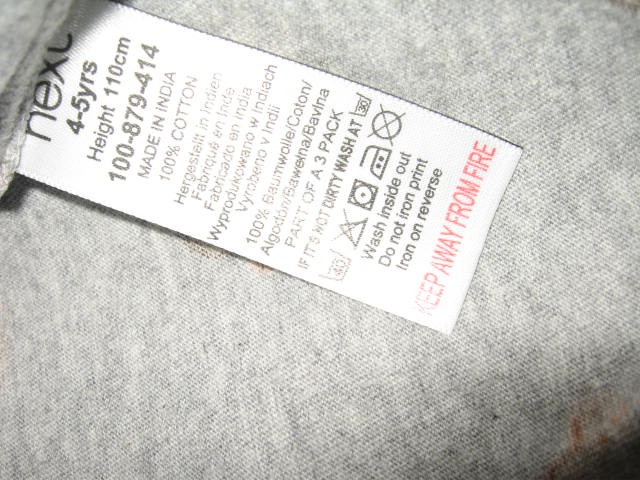 next
4-5yrs
Height 110cm
100-879-414
MADE IN INDIA
100% COTTON
Hergestellt in Indien
Fabriqué en Inde
Fabricado en India
Wyprodukowano w Indiach
Vyrobeno v Indii
100% Baumwolle/Coton/
Algodón/Bawełna/Bavlna
PART OF A 3 PACK
IF IT'S NOT DIRTY WASH AT 30
40
Wash inside out
Do not iron print
Iron on reverse
KEEP AWAY FROM FIRE